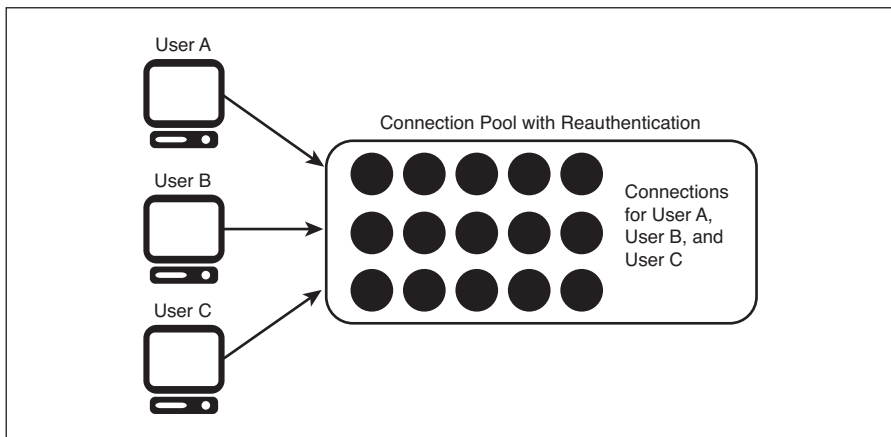 User A
Connection Pool with Reauthentication
User B
Connections
for User A,
User B, and
User C
User C